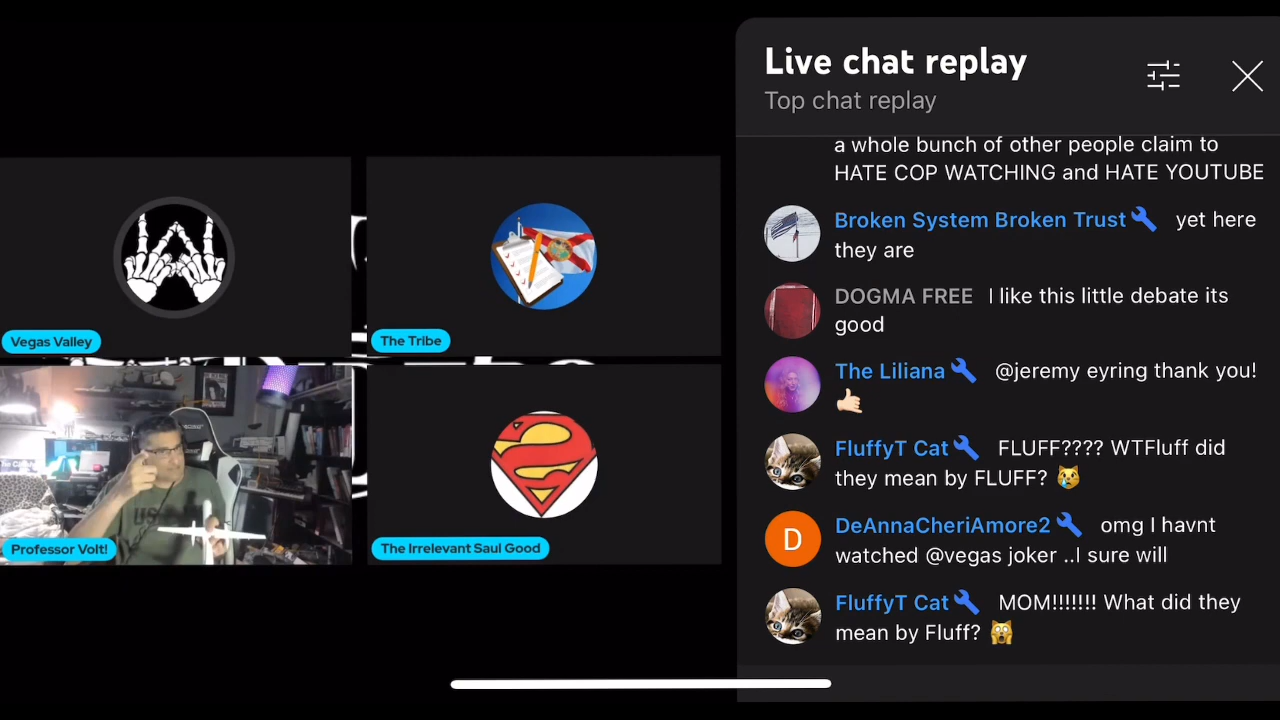 Live chat replay
Top chat replay
a whole bunch of other people claim to
HATE COP WATCHING and HATE YOUTUBE
Broken System Broken Trust yet here
they are
DOGMA FREE I like this little debate its
good
The Liliana @jeremy eyring thank you!
🤙🏻
FluffyT Cat FLUFF???? WTFluff did
they mean by FLUFF? 😿
D
DeAnnaCheriAmore2 omg I havnt
watched @vegas joker ..I sure will
FluffyT Cat MOM!!!!!!! What did they
mean by Fluff? 🙀
Vegas Valley
The Tribe
Professor Volt!
The Irrelevant Saul Good